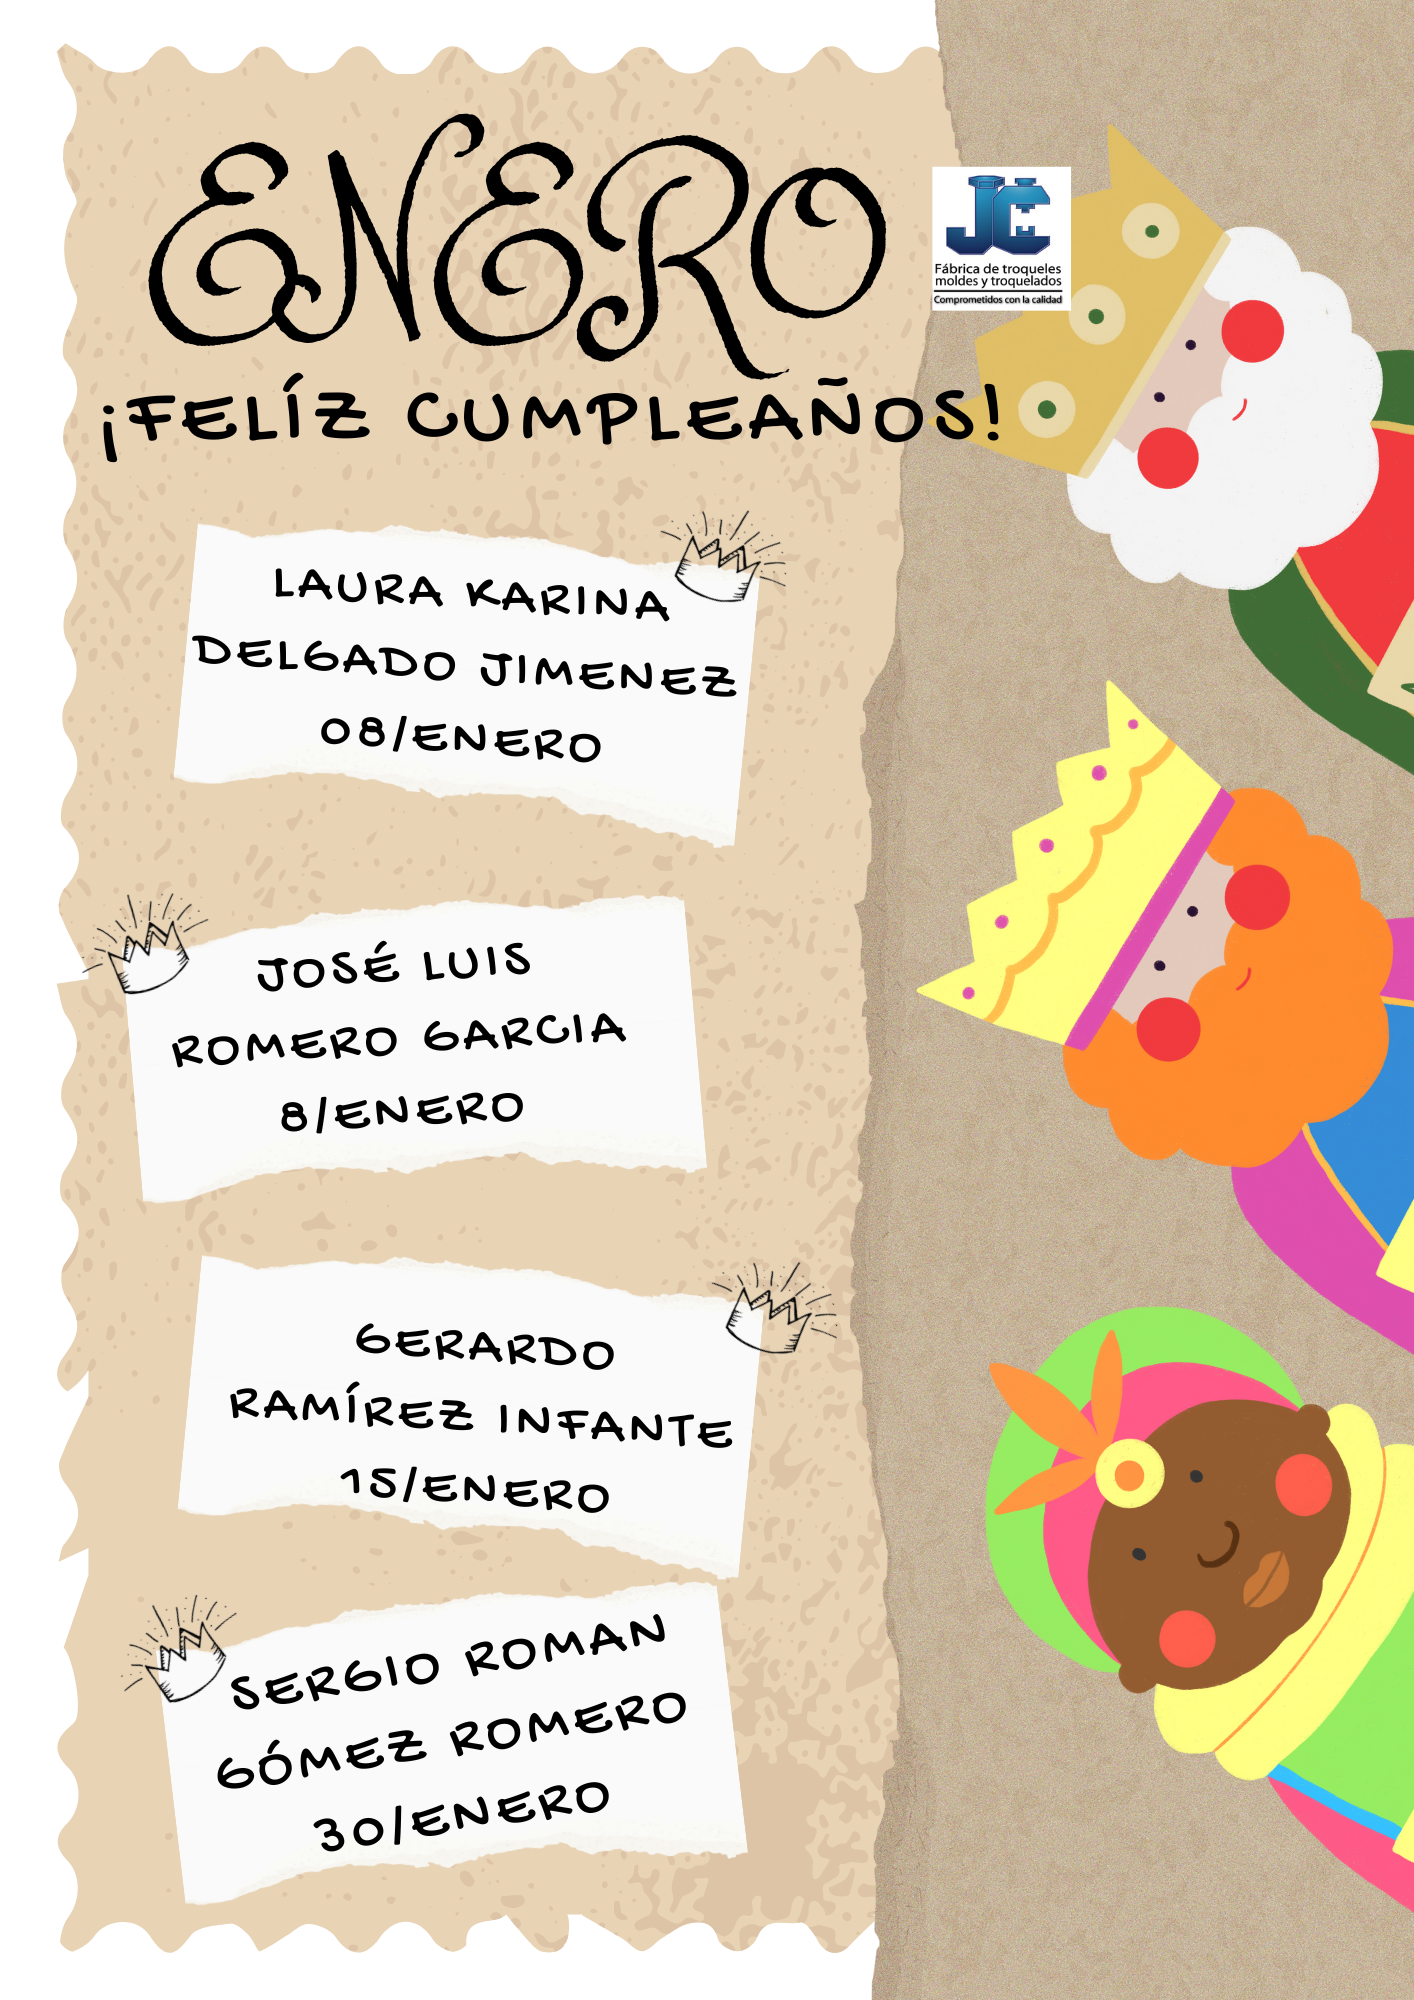 ENERO
JC
Fábrica de troqueles
moldes y troquelados
Comprometidos con la calidad
¡FELÍZ CUMPLEAÑOS!
LAURA KARINA
DELGADO JIMENEZ
08/ENERO
JOSÉ LUIS
ROMERO GARCIA
8/ENERO
GERARDO
RAMÍREZ INFANTE
15/ENERO
SERGIO ROMAN
GÓMEZ ROMERO
30/ENERO